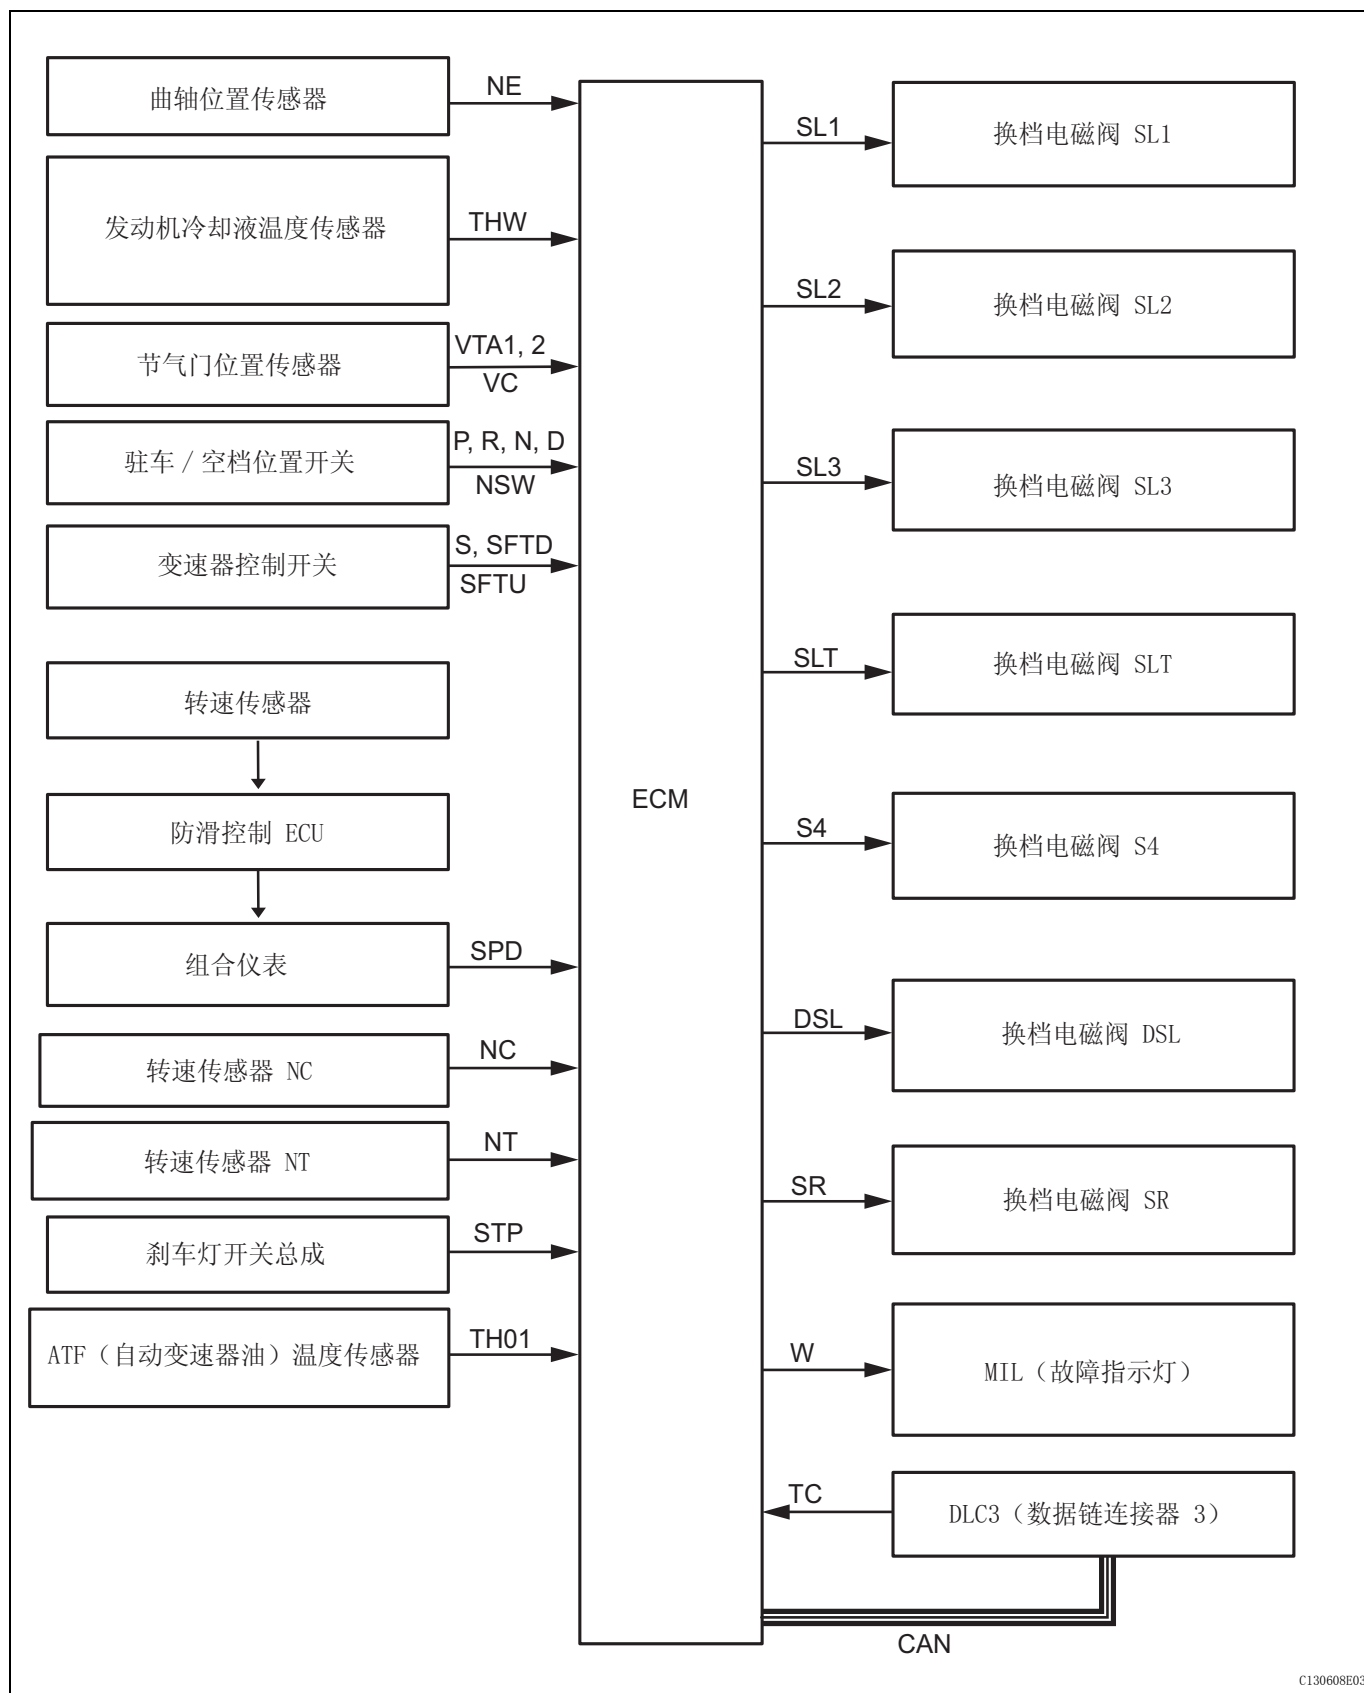 曲轴位置传感器
NE
发动机冷却液温度传感器
THW
节气门位置传感器
VTA1, 2
VC
驻车/空档位置开关
P, R, N, D
NSW
变速器控制开关
S, SFTD
SFTU
转速传感器
防滑控制 ECU
组合仪表
SPD
转速传感器 NC
NC
转速传感器 NT
NT
刹车灯开关总成
STP
ATF（自动变速器油）温度传感器
TH01
ECM
SL1
换档电磁阀 SL1
SL2
换档电磁阀 SL2
SL3
换档电磁阀 SL3
SLT
换档电磁阀 SLT
S4
换档电磁阀 S4
DSL
换档电磁阀 DSL
SR
换档电磁阀 SR
W
MIL（故障指示灯）
TC
DLC3（数据链连接器 3）
CAN
C130608E03